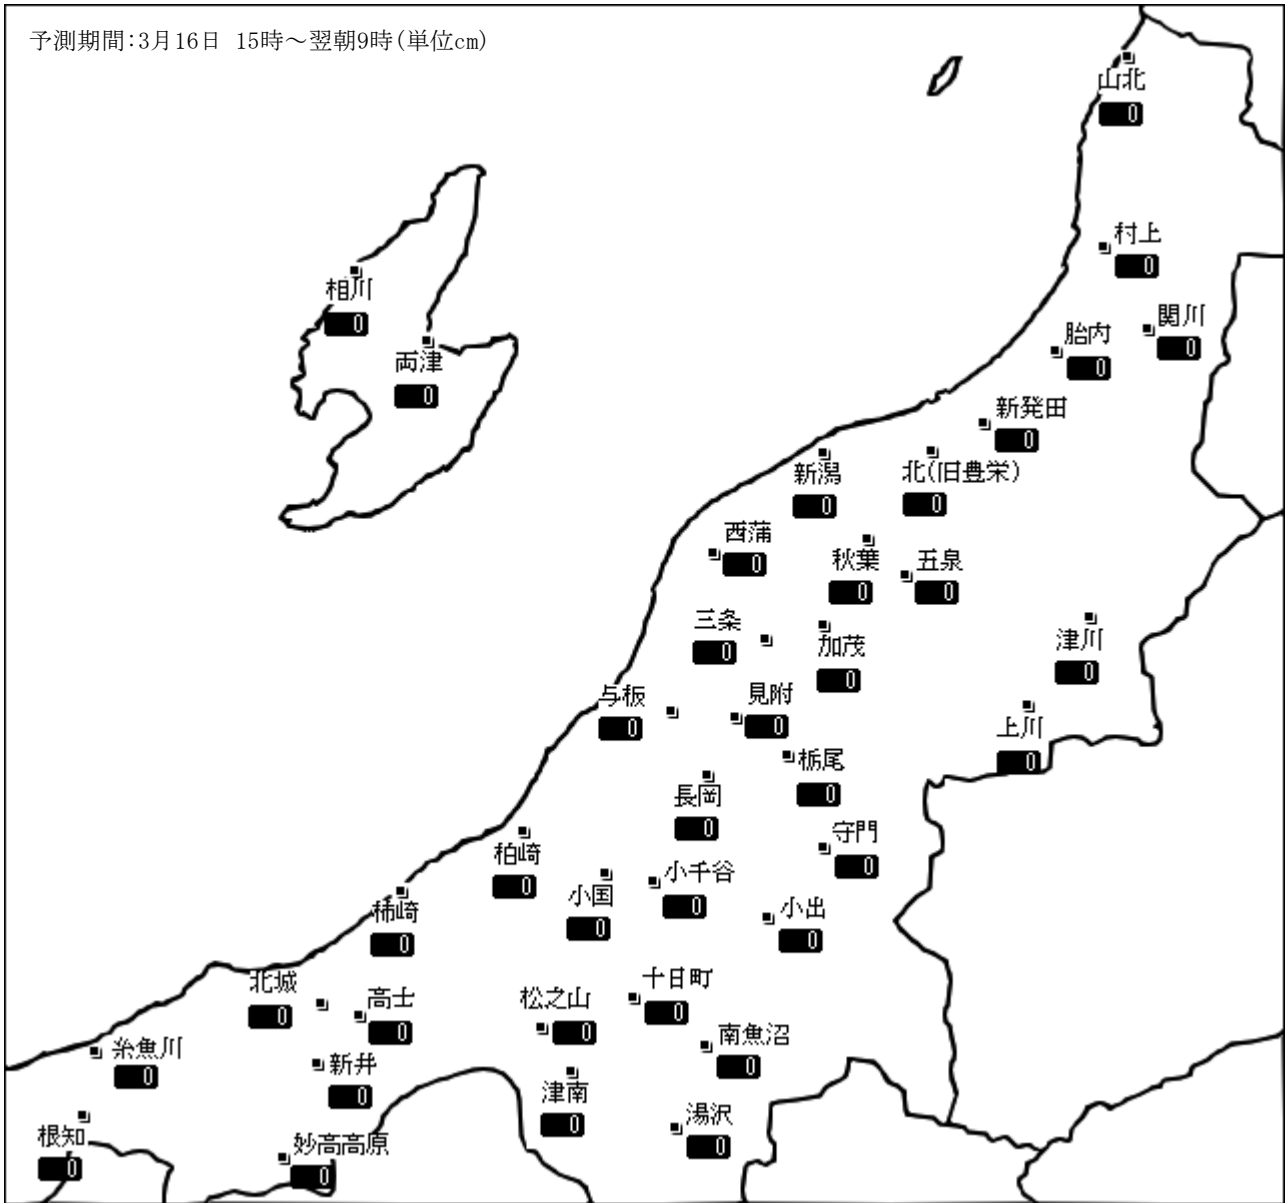 予測期間:3月16日 15時～翌朝9時(単位cm)
山北
0
村上
0
相川
0
関川
0
胎内
0
両津
0
新発田
0
新潟
0
北(旧豊栄)
0
西蒲
0
秋葉
0
五泉
0
三条
0
加茂
0
津川
0
与板
0
見附
0
上川
0
栃尾
0
長岡
0
守門
0
柏崎
0
小国
0
小千谷
0
小出
0
柿崎
0
北城
0
高士
0
松之山
0
十日町
0
南魚沼
0
糸魚川
0
新井
0
津南
0
湯沢
0
根知
0
妙高高原
0